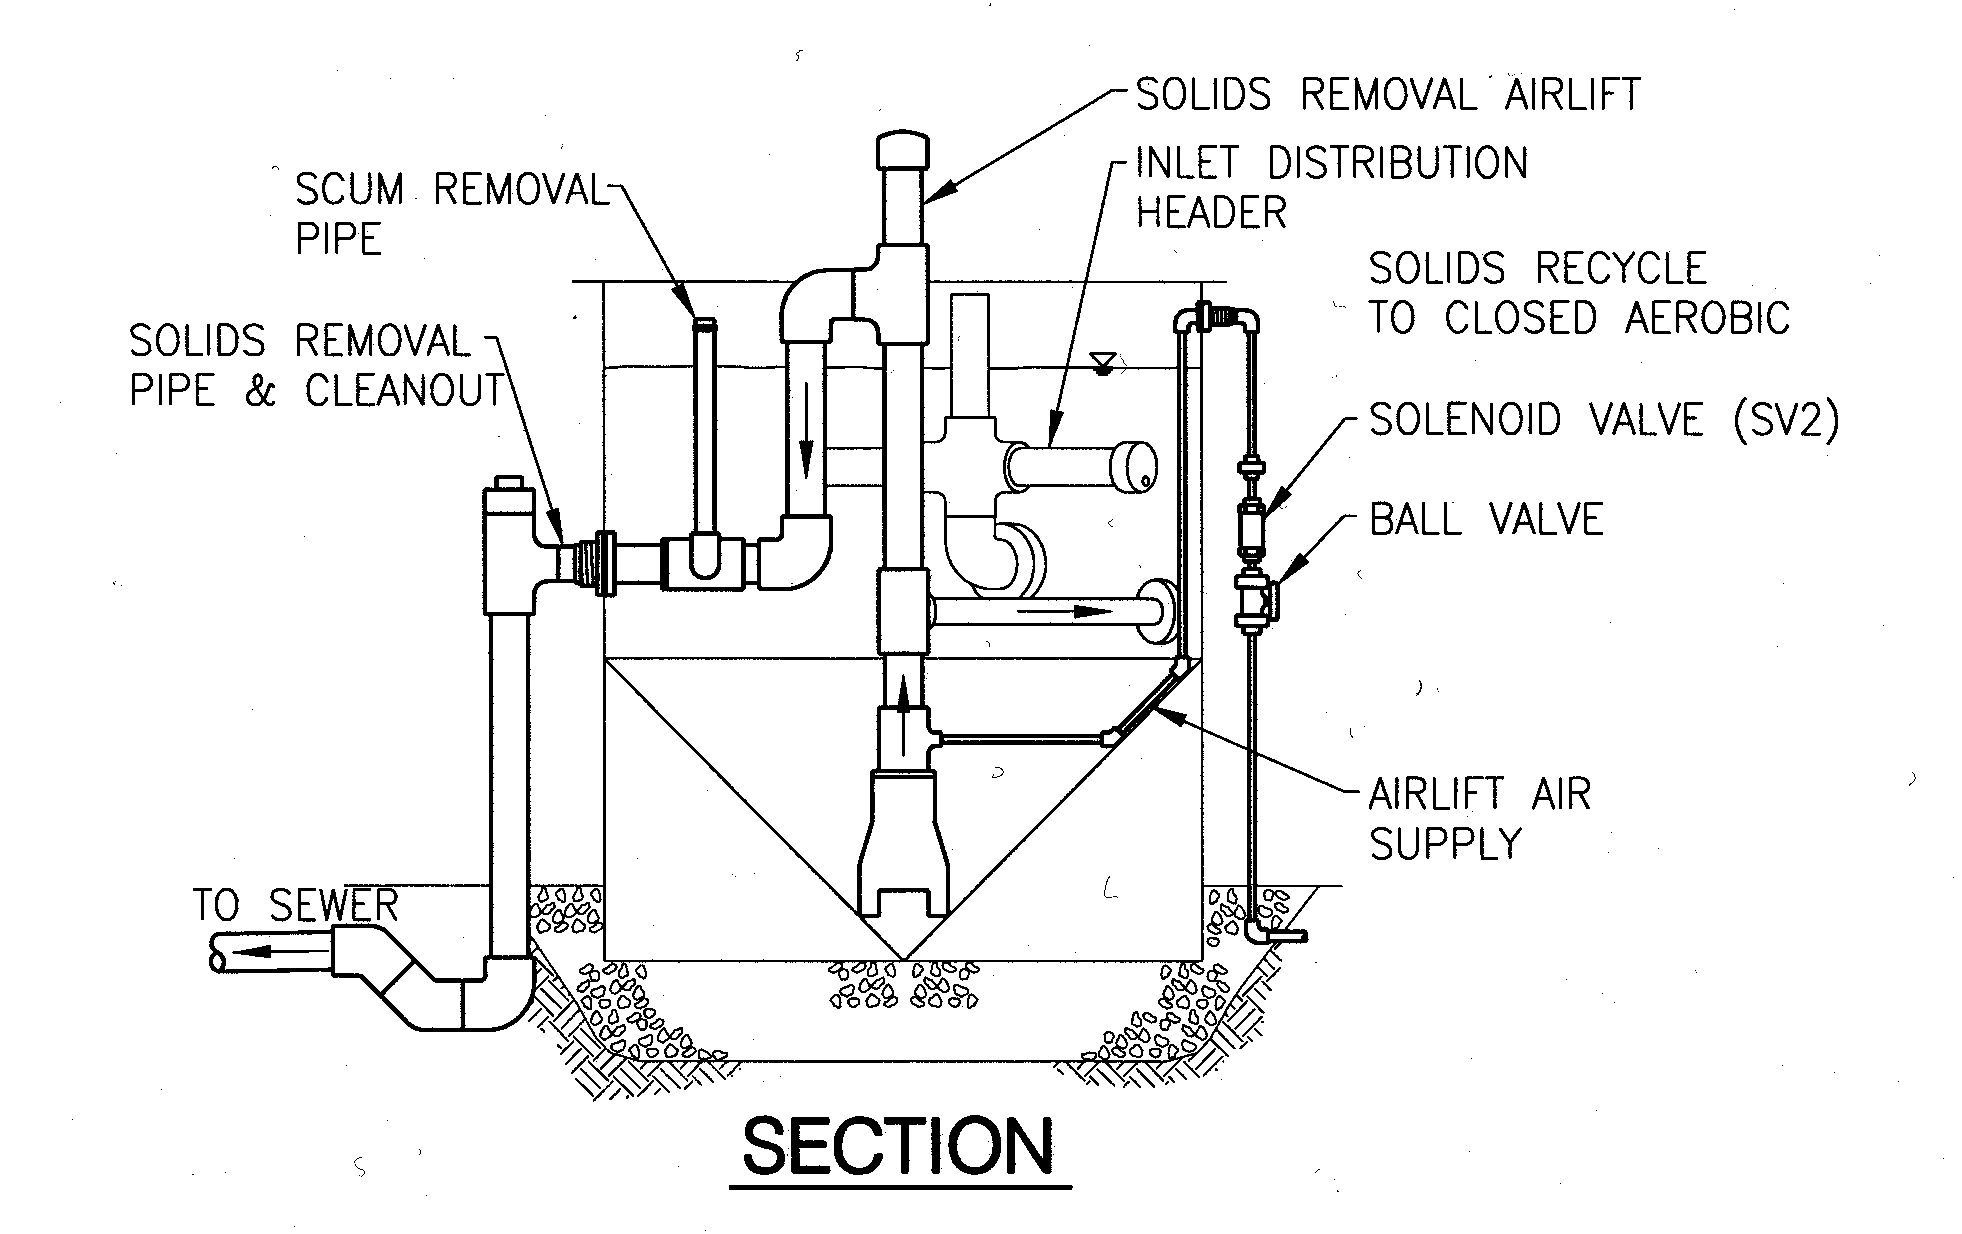 SOLIDS REMOVAL AIRLIFT
INLET DISTRIBUTION
HEADER
SCUM REMOVAL
PIPE
SOLIDS RECYCLE
TO CLOSED AEROBIC
SOLIDS REMOVAL
PIPE & CLEANOUT
SOLENOID VALVE (SV2)
BALL VALVE
AIRLIFT AIR
SUPPLY
TO SEWER
SECTION